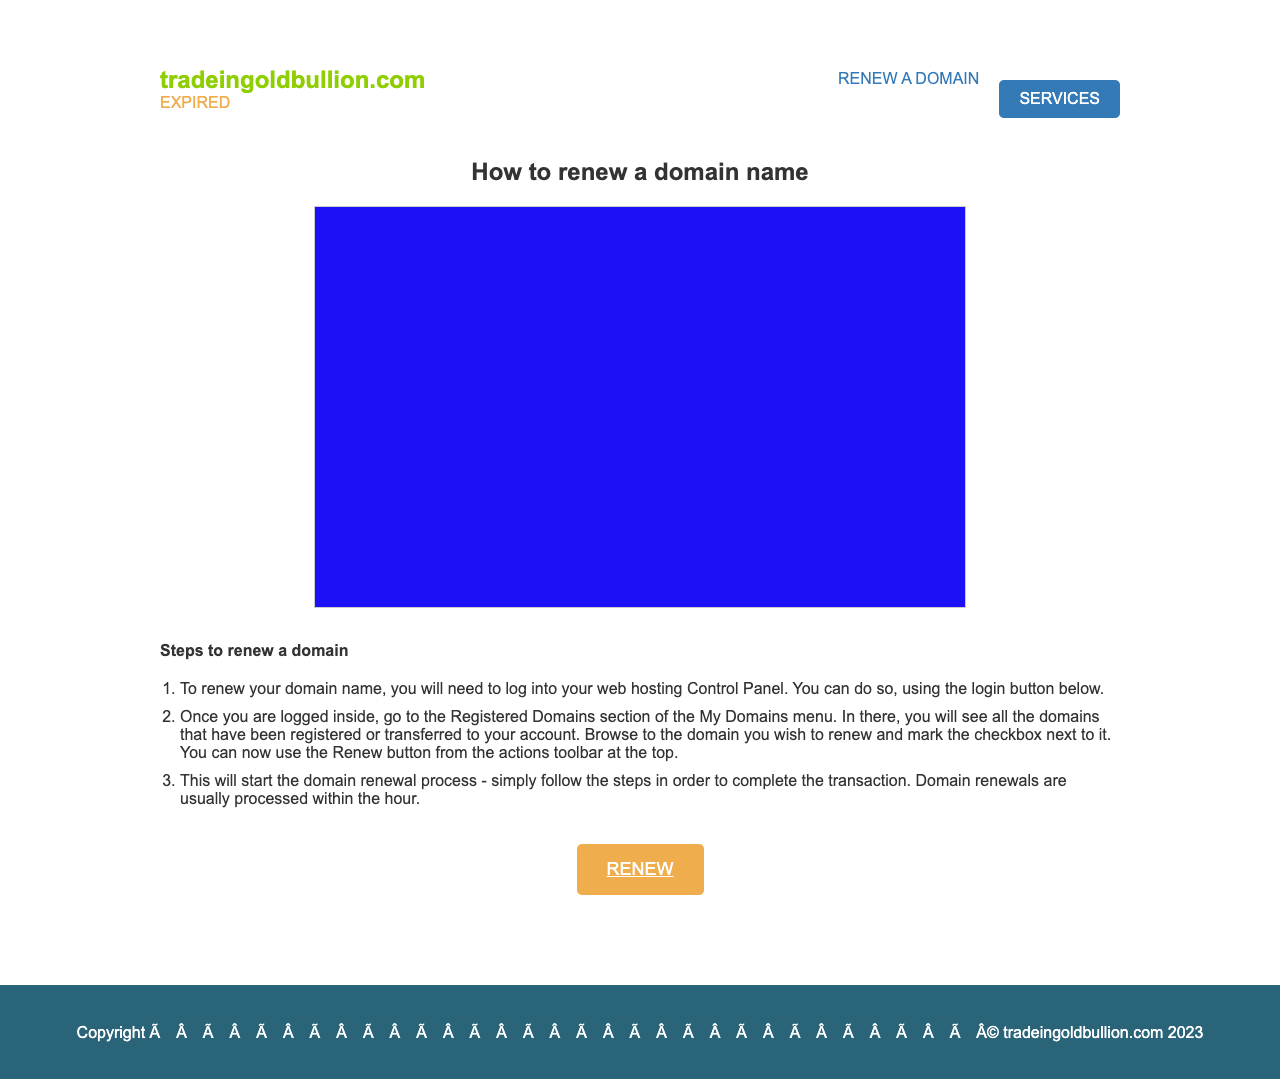 tradeingoldbullion.com
EXPIRED
RENEW A DOMAIN
SERVICES
How to renew a domain name
Steps to renew a domain
1. To renew your domain name, you will need to log into your web hosting Control Panel. You can do so, using the login button below.
2. Once you are logged inside, go to the Registered Domains section of the My Domains menu. In there, you will see all the domains
that have been registered or transferred to your account. Browse to the domain you wish to renew and mark the checkbox next to it.
You can now use the Renew button from the actions toolbar at the top.
3. This will start the domain renewal process - simply follow the steps in order to complete the transaction. Domain renewals are
usually processed within the hour.
RENEW
Copyright Ã Â Ã Â Ã Â Ã Â Ã Â Ã Â Ã Â Ã Â Ã Â Ã Â Ã Â Ã Â Ã Â Ã Â Ã Â Ã Â© tradeingoldbullion.com 2023